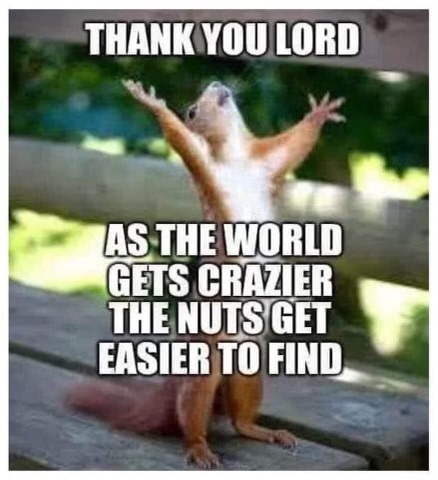 THANK YOU LORD
AS THE WORLD
GETS CRAZIER
THE NUTS GET
EASIER TO FIND